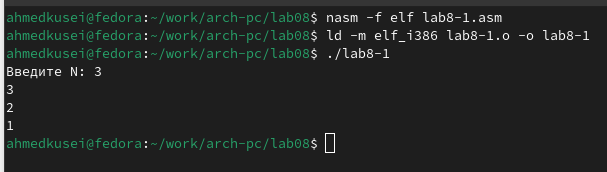 ahmedkusei@fedora:~/work/arch-pc/lab08$ nasm -f elf lab8-1.asm
ahmedkusei@fedora:~/work/arch-pc/lab08$ ld -m elf_i386 lab8-1.o -o lab8-1
ahmedkusei@fedora:~/work/arch-pc/lab08$ ./lab8-1
Введите N: 3
3
2
1
ahmedkusei@fedora:~/work/arch-pc/lab08$